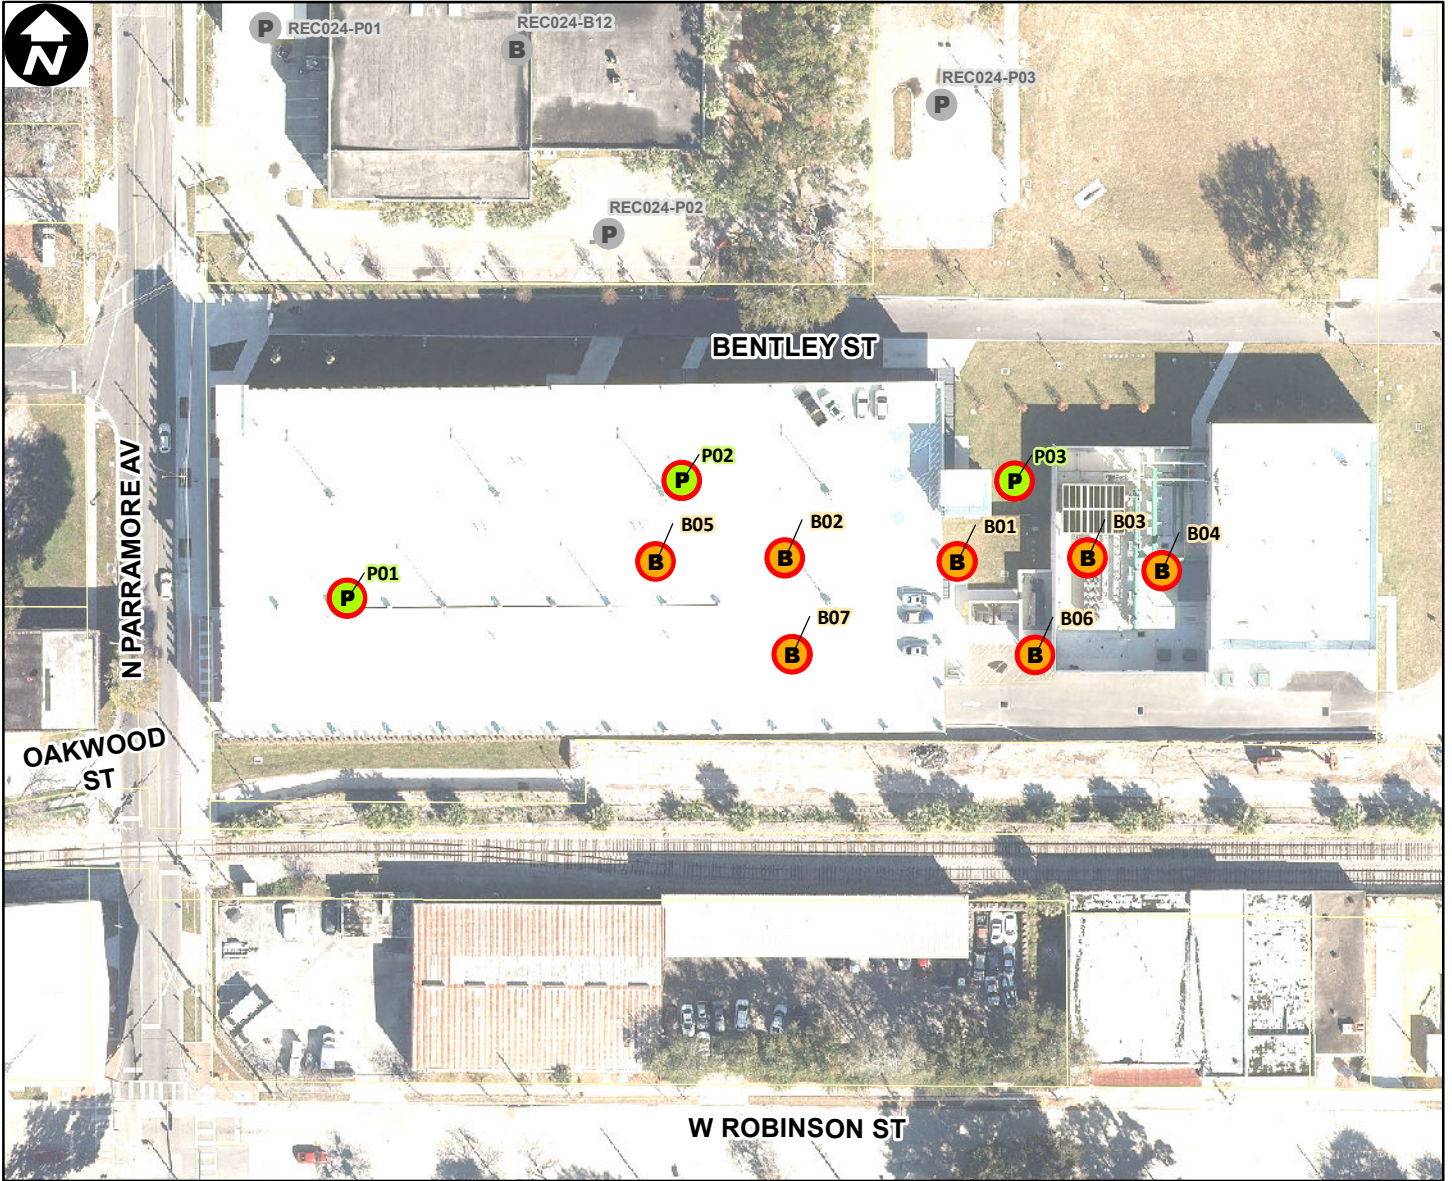 N
P
REC024-P01
REC024-B12
B
REC024-P03
P
REC024-P02
P
BENTLEY ST
N PARRAMORE AV
P02
P
P03
P
B05
B
B02
B
B01
B
B03
B
B04
B
P01
P
B07
B
B06
B
OAKWOOD
ST
W ROBINSON ST